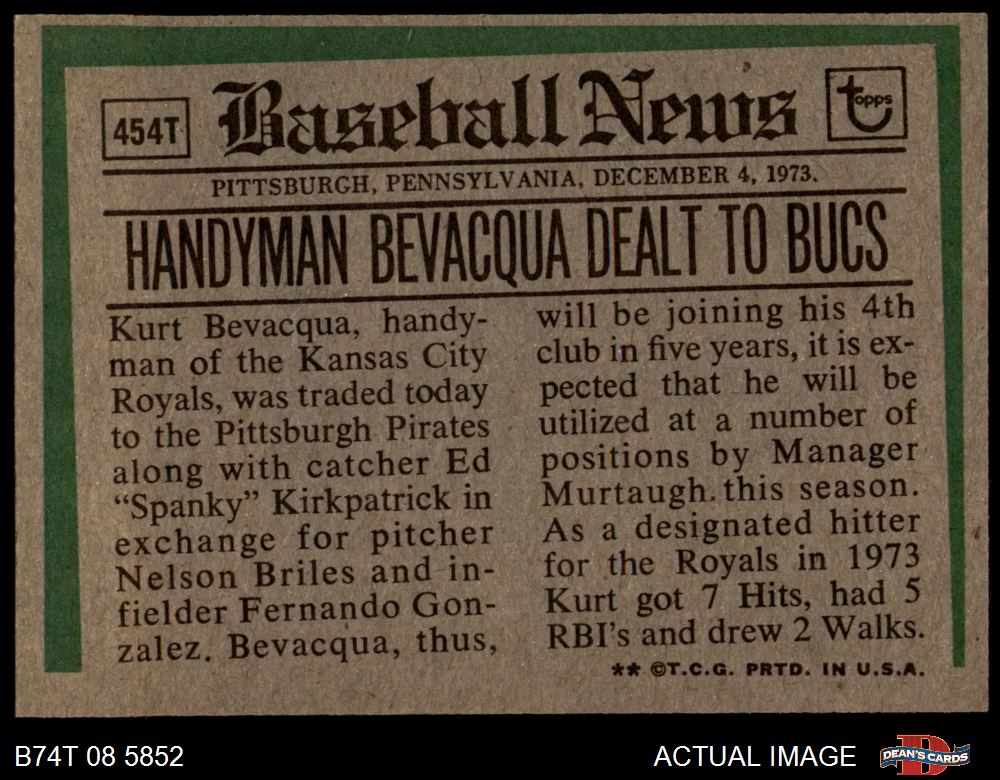 454T
Baseball News
topps
PITTSBURGH, PENNSYLVANIA, DECEMBER 4, 1973.
HANDYMAN BEVACQUA DEALT TO BUCS
Kurt Bevacqua, handy-
man of the Kansas City
Royals, was traded today
to the Pittsburgh Pirates
along with catcher Ed
“Spanky” Kirkpatrick in
exchange for pitcher
Nelson Briles and in-
fielder Fernando Gon-
zalez. Bevacqua, thus,
will be joining his 4th
club in five years, it is ex-
pected that he will be
utilized at a number of
positions by Manager
Murtaugh. this season.
As a designated hitter
for the Royals in 1973
Kurt got 7 Hits, had 5
RBI's and drew 2 Walks.
** ©T.C.G. PRTD. IN U.S.A.
B74T 08 5852
ACTUAL IMAGE
DEAN'S CARDS